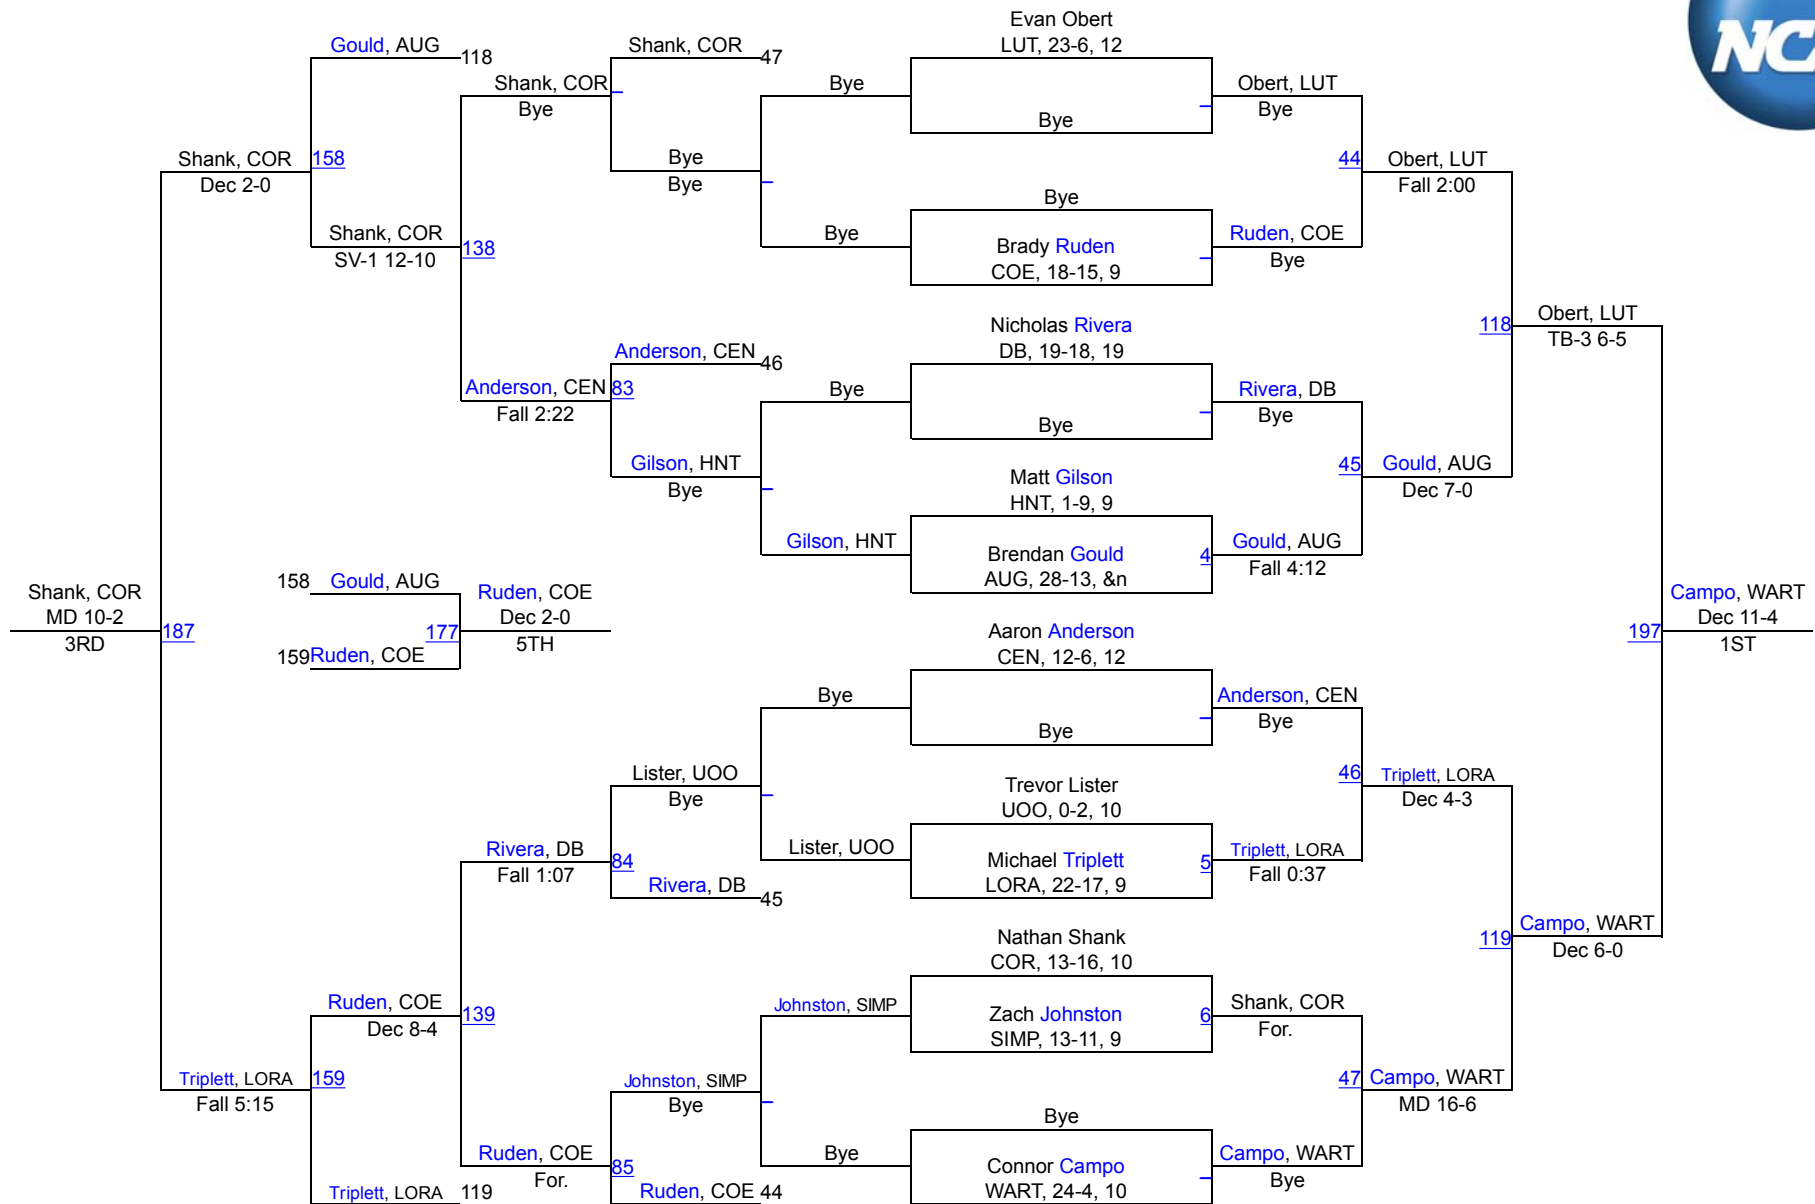 Evan Obert
LUT, 23-6, 12
Gould, AUG
118
Shank, COR
47
Shank, COR
Bye
Bye
Obert, LUT
Bye
Bye
Shank, COR
158
Dec 2-0
Bye
Bye
44
Obert, LUT
Fall 2:00
Bye
Shank, COR
138
SV-1 12-10
Bye
Brady Ruden
COE, 18-15, 9
Ruden, COE
Bye
Nicholas Rivera
DB, 19-18, 19
118
Obert, LUT
TB-3 6-5
Anderson, CEN
46
Anderson, CEN
83
Fall 2:22
Bye
Bye
Rivera, DB
Bye
Gilson, HNT
Bye
Matt Gilson
HNT, 1-9, 9
45
Gould, AUG
Dec 7-0
Gilson, HNT
Brendan Gould
AUG, 28-13, &n
4
Gould, AUG
Fall 4:12
Shank, COR
MD 10-2
3RD
187
158
Gould, AUG
159
Ruden, COE
177
Ruden, COE
Dec 2-0
5TH
197
Campo, WART
Dec 11-4
1ST
Aaron Anderson
CEN, 12-6, 12
Bye
Bye
Anderson, CEN
Bye
Lister, UOO
Bye
Trevor Lister
UOO, 0-2, 10
46
Triplett, LORA
Dec 4-3
Rivera, DB
84
Fall 1:07
Lister, UOO
Michael Triplett
LORA, 22-17, 9
5
Triplett, LORA
Fall 0:37
Rivera, DB
45
Nathan Shank
COR, 13-16, 10
119
Campo, WART
Dec 6-0
Ruden, COE
139
Dec 8-4
Johnston, SIMP
Zach Johnston
SIMP, 13-11, 9
6
Shank, COR
For.
Triplett, LORA
159
Fall 5:15
Johnston, SIMP
Bye
47
Campo, WART
MD 16-6
Bye
Ruden, COE
85
For.
Bye
Connor Campo
WART, 24-4, 10
Campo, WART
Bye
Triplett, LORA
119
Ruden, COE
44